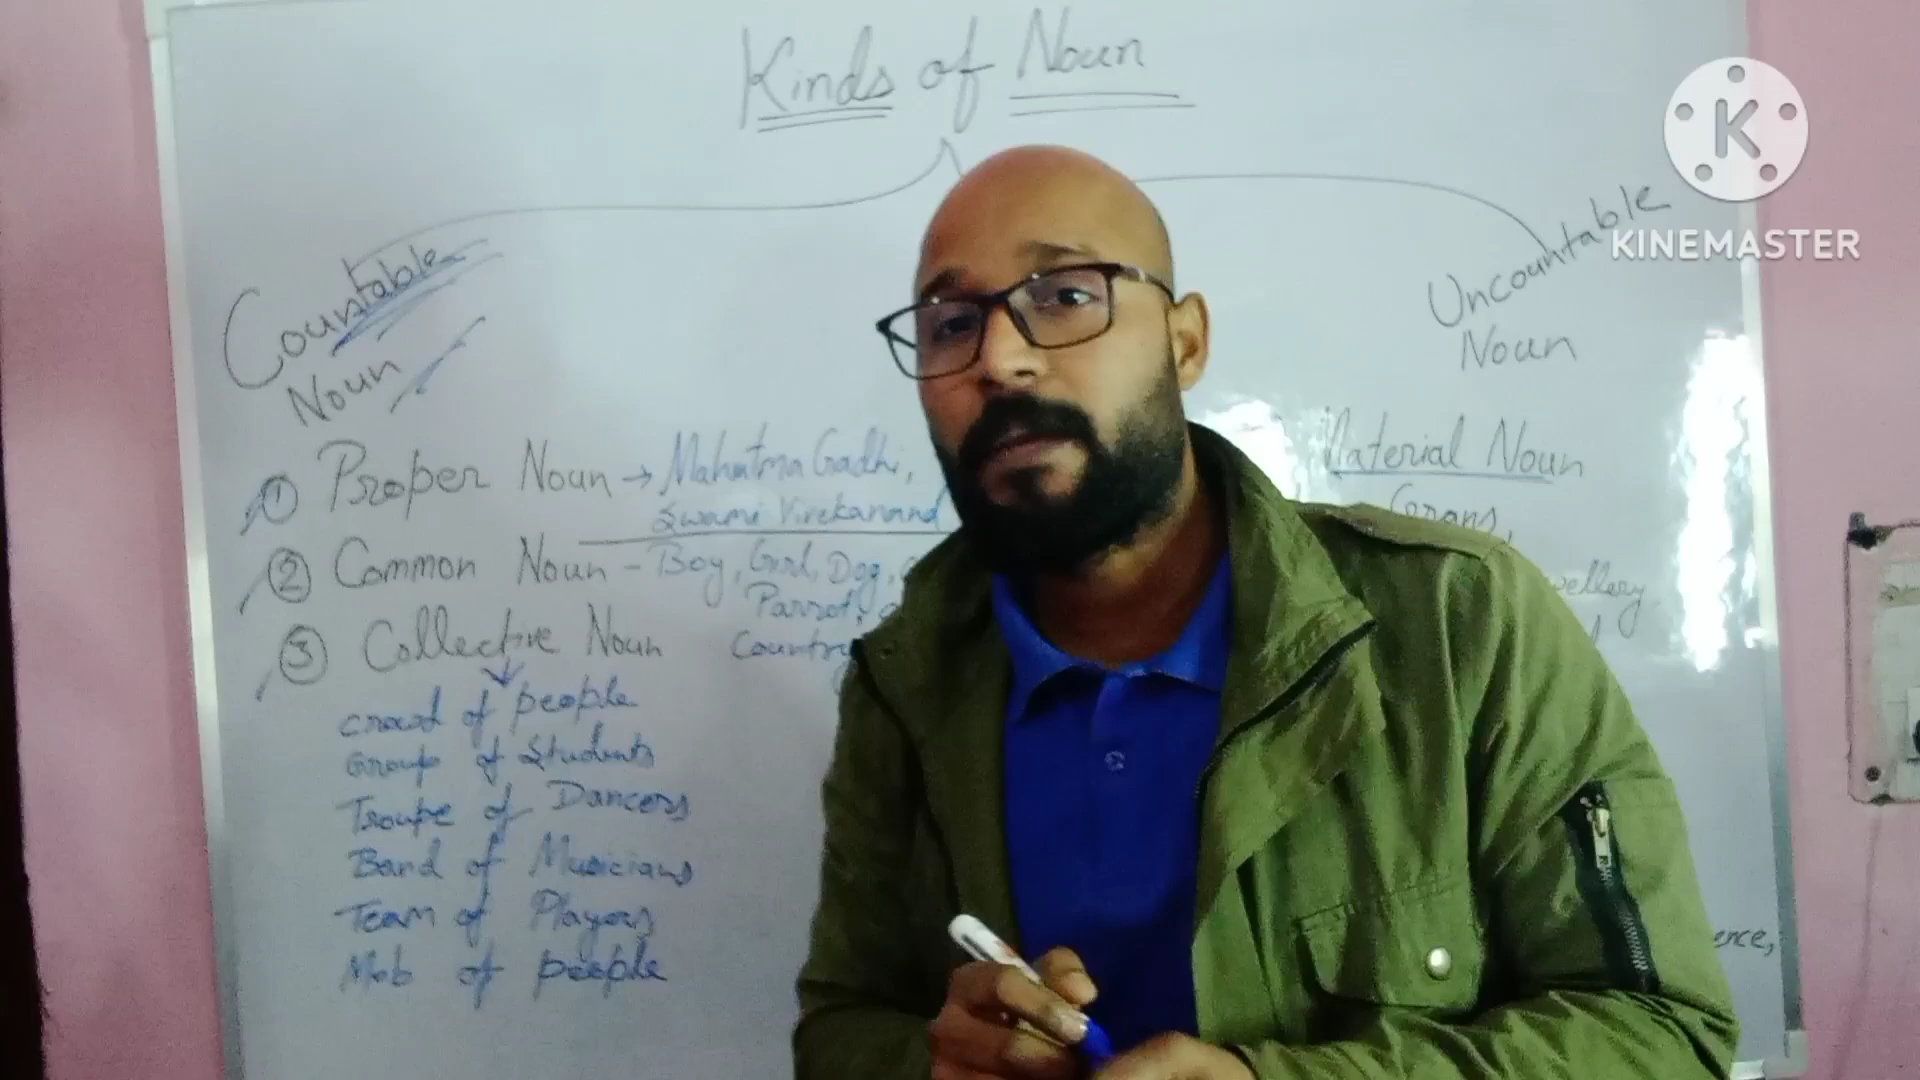 Kinds of Noun
K
KINEMASTER
Countable
Noun
Uncountable
Noun
① Proper Noun → Mahatma Gadhi,
Swami Vivekanand
② Common Noun - Boy, Girl, Dog,
Parrot,
Country
③ Collective Noun
crowd of people
Group of Students
Troupe of Dancers
Band of Musicians
Team of Players
Mob of people
Material Noun